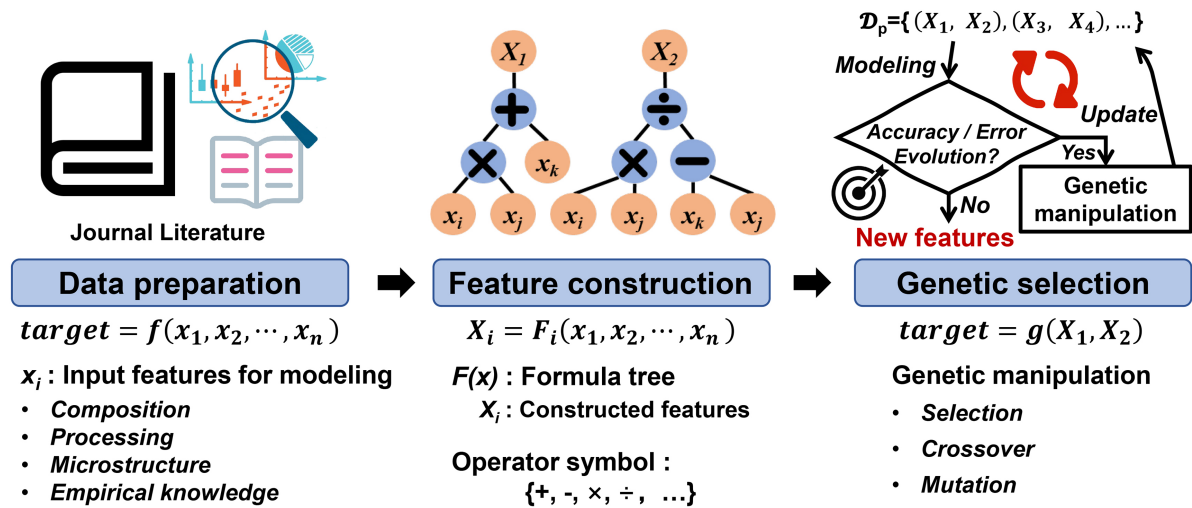 Journal Literature
Data preparation
target = f(x₁, x₂, ⋯, xₙ)
xᵢ : Input features for modeling
• Composition
• Processing
• Microstructure
• Empirical knowledge
X₁ X₂
+ ÷
× xₖ × −
xᵢ xⱼ xᵢ xⱼ xₖ xⱼ
Feature construction
Xᵢ = Fᵢ(x₁, x₂, ⋯, xₙ)
F(x) : Formula tree
Xᵢ : Constructed features
Operator symbol :
{+, -, ×, ÷, …}
𝓓ₚ={(X₁, X₂),(X₃, X₄),…}
Modeling
Update
Accuracy / Error
Evolution?
Yes
Genetic
manipulation
No
New features
Genetic selection
target = g(X₁, X₂)
Genetic manipulation
• Selection
• Crossover
• Mutation